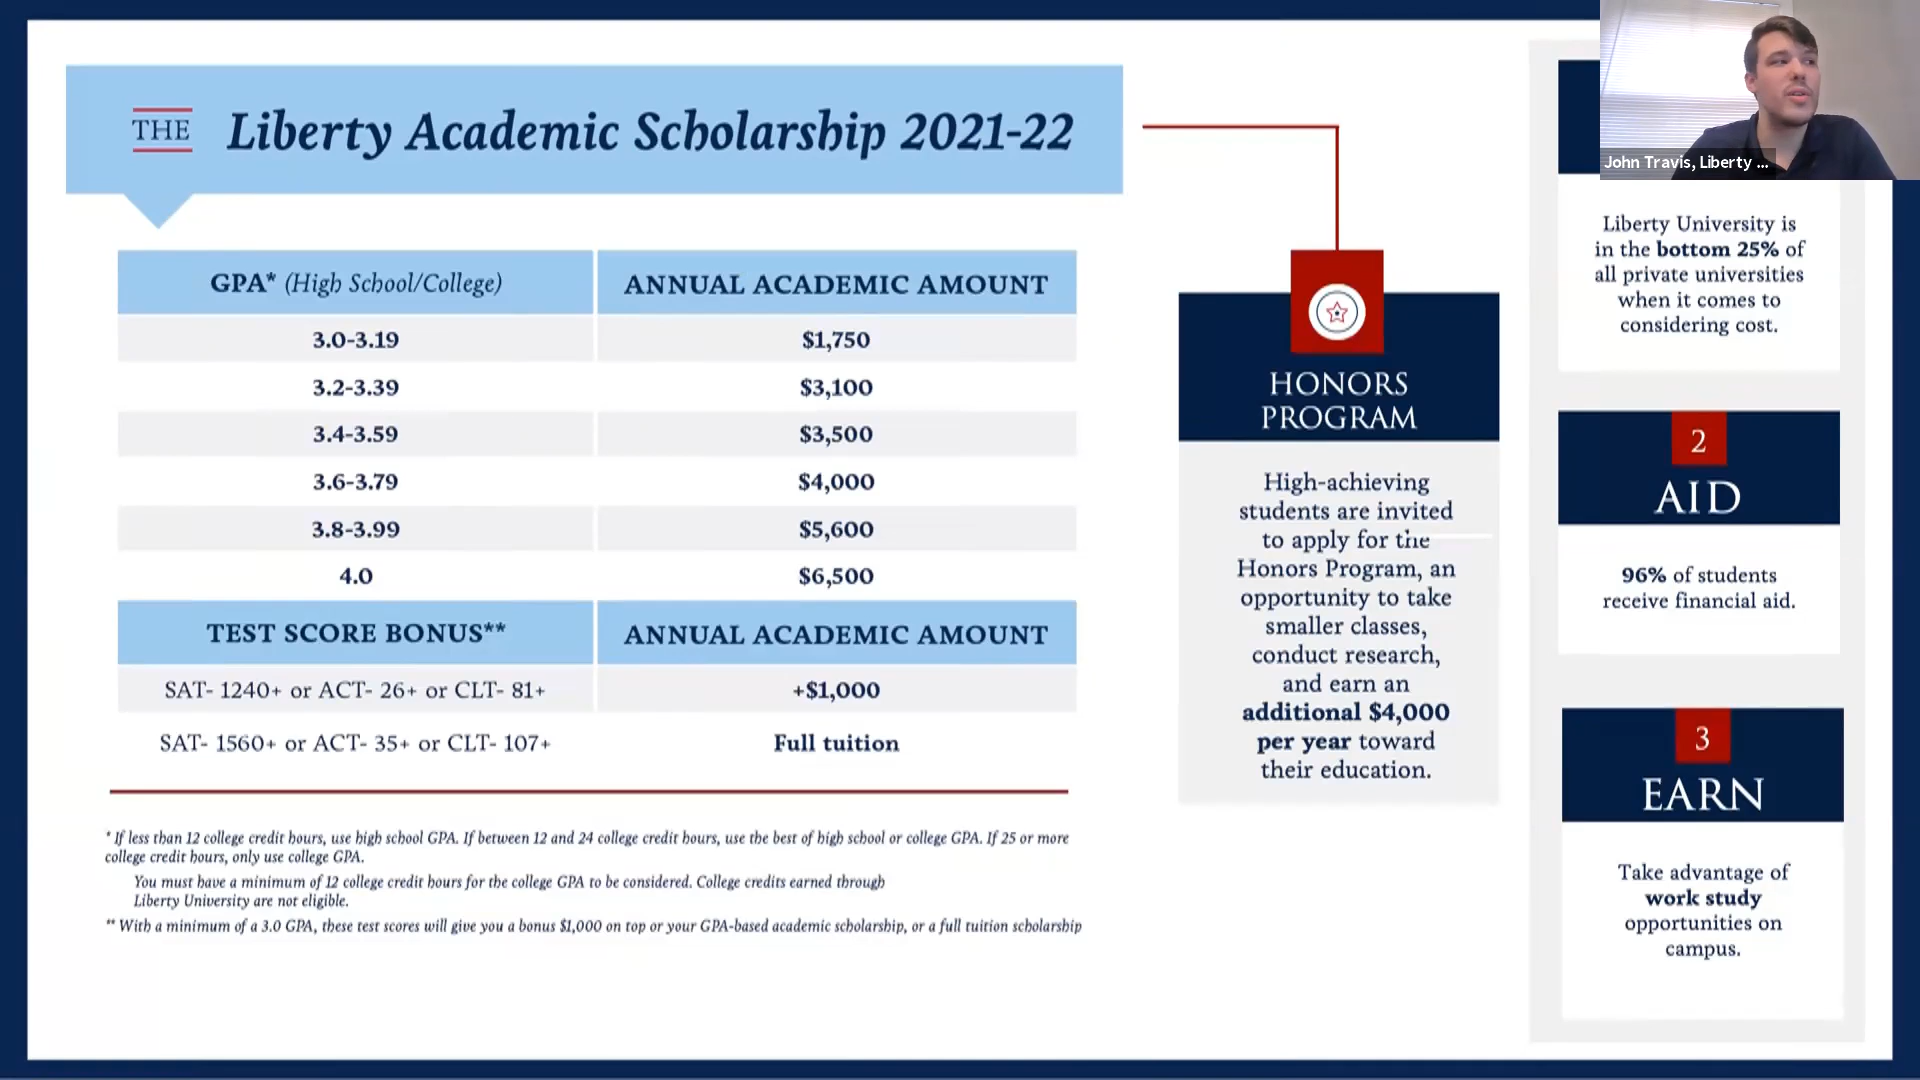 THE
Liberty Academic Scholarship 2021-22
GPA* (High School/College)
ANNUAL ACADEMIC AMOUNT
3.0-3.19
$1,750
3.2-3.39
$3,100
3.4-3.59
$3,500
3.6-3.79
$4,000
3.8-3.99
$5,600
4.0
$6,500
TEST SCORE BONUS**
ANNUAL ACADEMIC AMOUNT
SAT- 1240+ or ACT- 26+ or CLT- 81+
+$1,000
SAT- 1560+ or ACT- 35+ or CLT- 107+
Full tuition
* If less than 12 college credit hours, use high school GPA. If between 12 and 24 college credit hours, use the best of high school or college GPA. If 25 or more
college credit hours, only use college GPA.
You must have a minimum of 12 college credit hours for the college GPA to be considered. College credits earned through
Liberty University are not eligible.
** With a minimum of a 3.0 GPA, these test scores will give you a bonus $1,000 on top or your GPA-based academic scholarship, or a full tuition scholarship
HONORS
PROGRAM
High-achieving
students are invited
to apply for the
Honors Program, an
opportunity to take
smaller classes,
conduct research,
and earn an
additional $4,000
per year toward
their education.
John Travis, Liberty ...
Liberty University is
in the bottom 25% of
all private universities
when it comes to
considering cost.
2
AID
96% of students
receive financial aid.
3
EARN
Take advantage of
work study
opportunities on
campus.